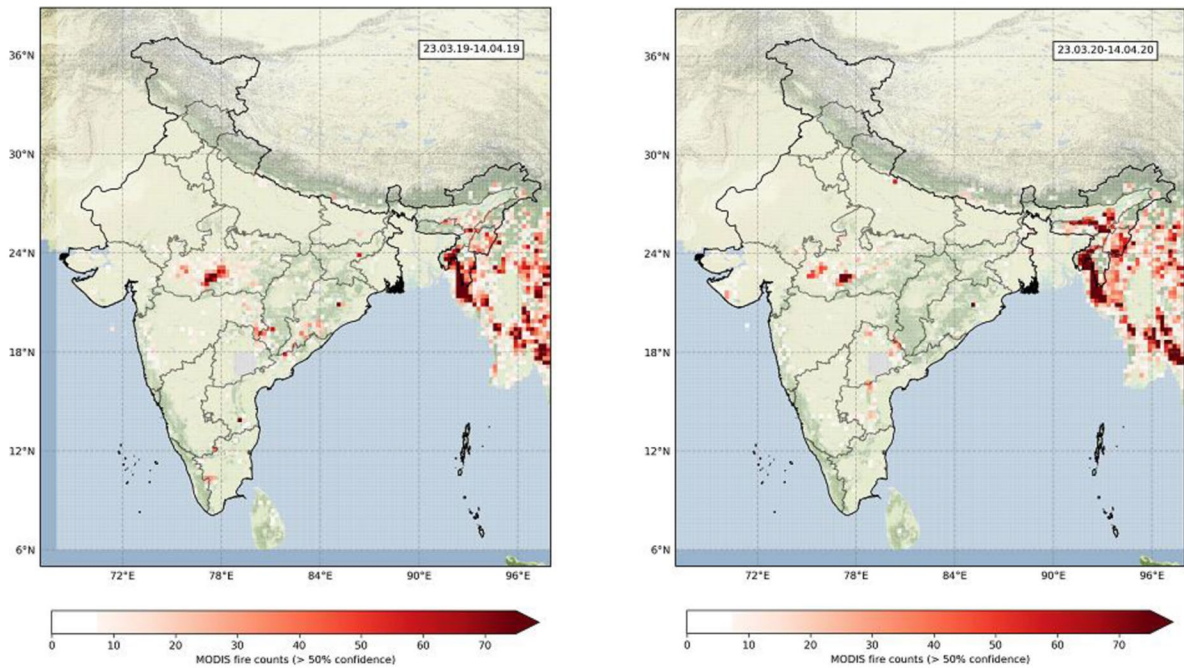 23.03.19-14.04.19
36°N
30°N
24°N
18°N
12°N
6°N
72°E 78°E 84°E 90°E 96°E
0 10 20 30 40 50 60 70
MODIS fire counts (> 50% confidence)
23.03.20-14.04.20
36°N
30°N
24°N
18°N
12°N
6°N
72°E 78°E 84°E 90°E 96°E
0 10 20 30 40 50 60 70
MODIS fire counts (> 50% confidence)